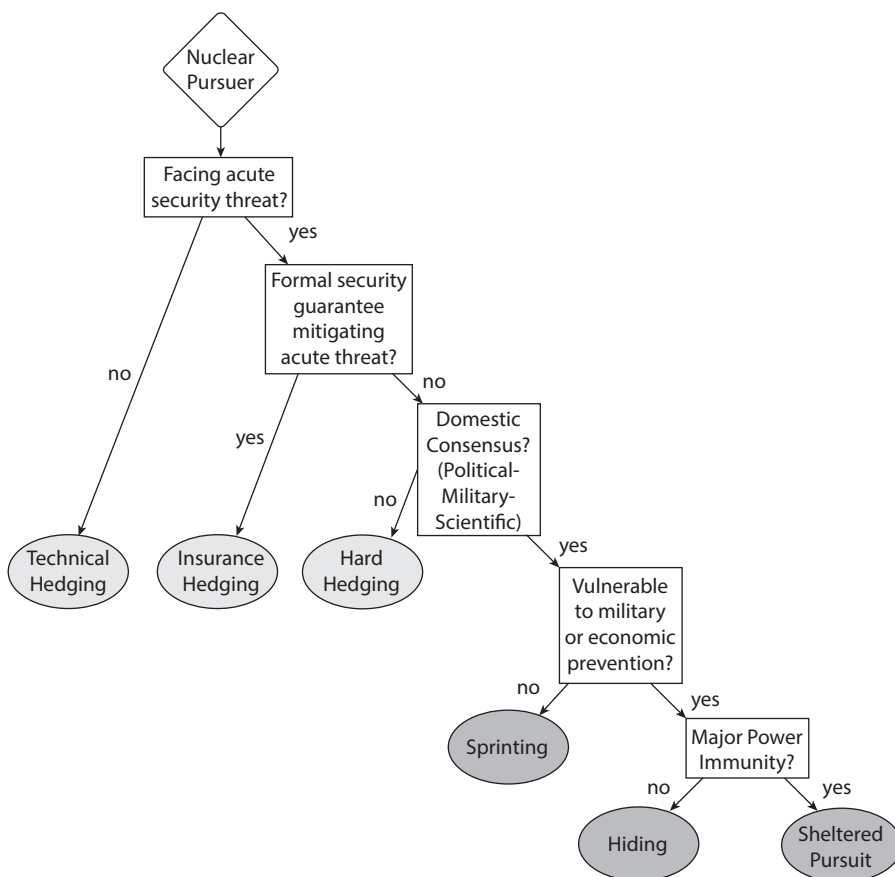 Nuclear
Pursuer
Facing acute
security threat?
yes
Formal security
guarantee
mitigating
acute threat?
no
no
yes
Domestic
Consensus?
(Political-
Military-
Scientific)
no
Technical
Hedging
Insurance
Hedging
Hard
Hedging
yes
Vulnerable
to military
or economic
prevention?
no
yes
Sprinting
Major Power
Immunity?
no
yes
Hiding
Sheltered
Pursuit